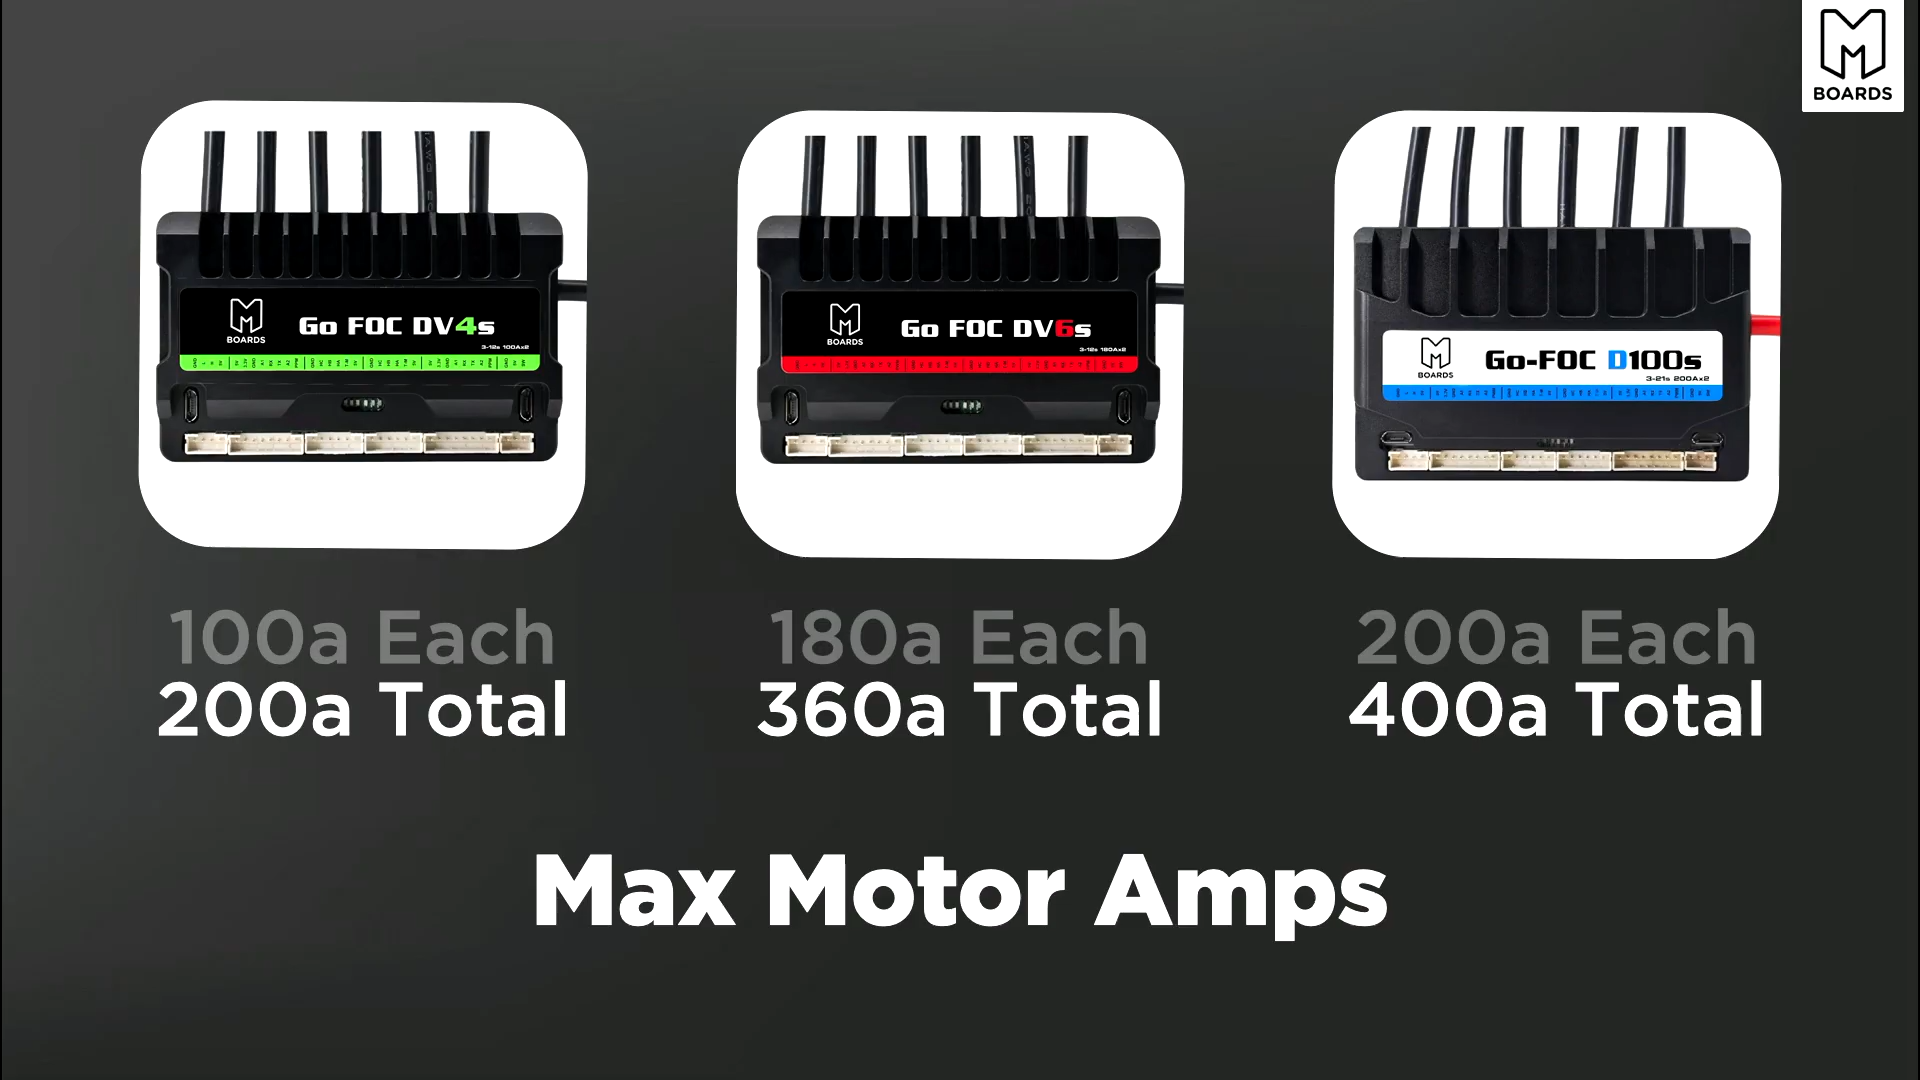 M
BOARDS
M
BOARDS
Go FOC DV4s
3-12s 100Ax2
M
BOARDS
Go FOC DV6s
3-12s 180Ax2
M
BOARDS
Go-FOC D100s
3-21s 200Ax2
100a Each
200a Total
180a Each
360a Total
200a Each
400a Total
Max Motor Amps